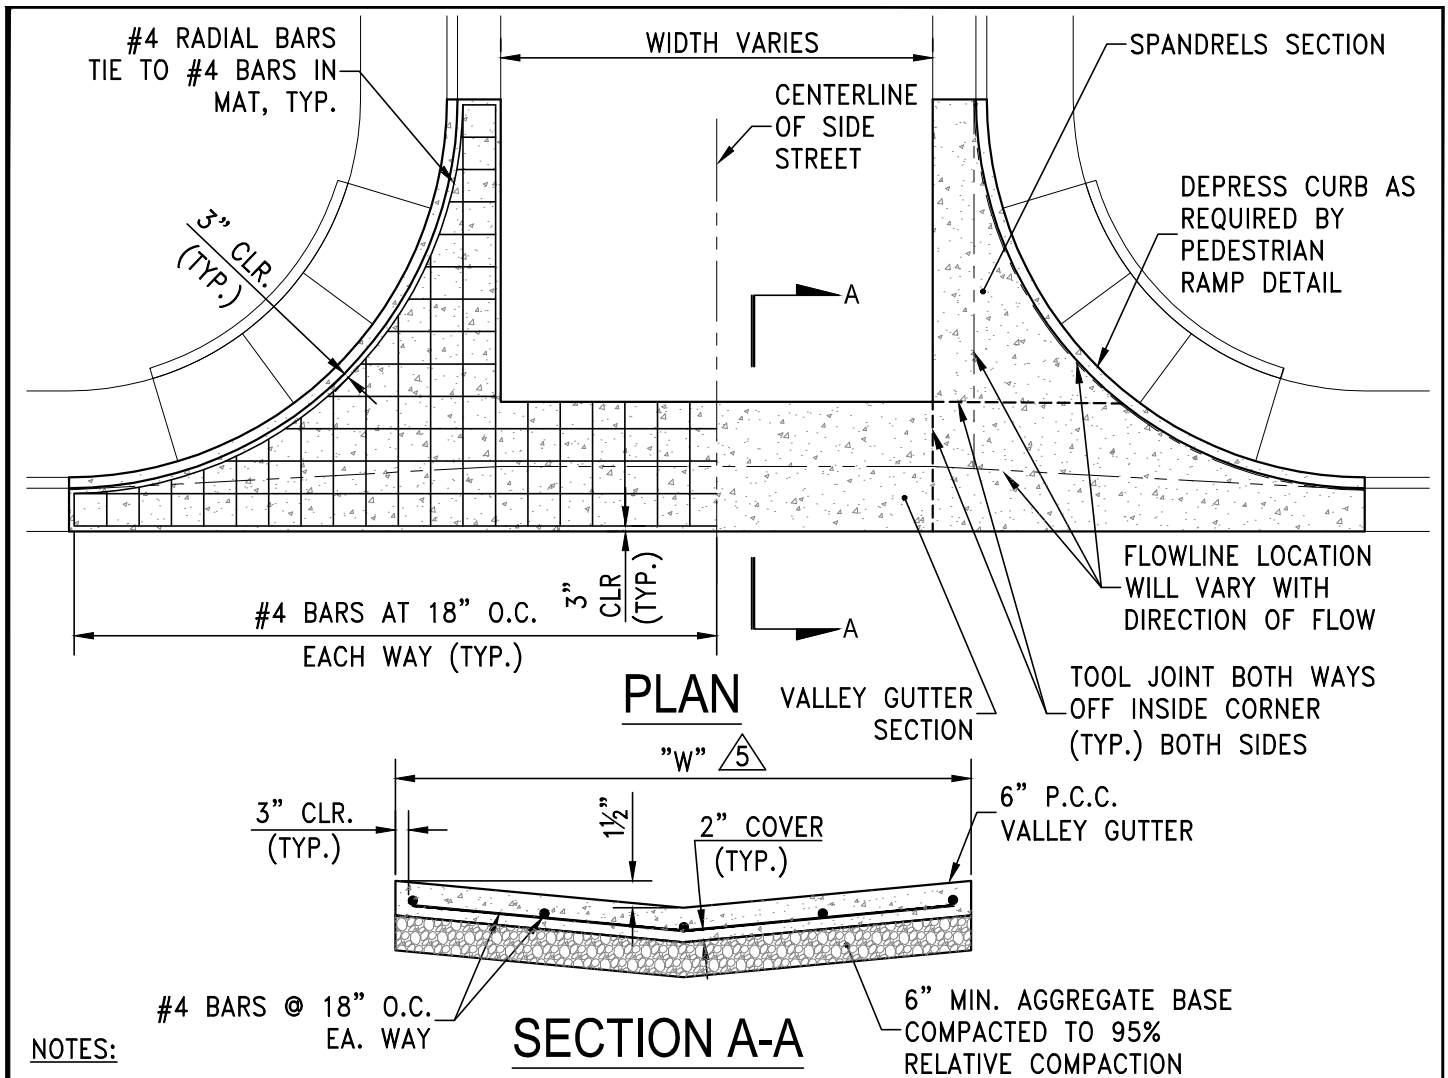 #4 RADIAL BARS
TIE TO #4 BARS IN
MAT, TYP.
WIDTH VARIES
CENTERLINE
OF SIDE
STREET
SPANDRELS SECTION
DEPRESS CURB AS
REQUIRED BY
PEDESTRIAN
RAMP DETAIL
3" CLR.
(TYP.)
A
A
3"
CLR
(TYP.)
#4 BARS AT 18" O.C.
EACH WAY (TYP.)
FLOWLINE LOCATION
WILL VARY WITH
DIRECTION OF FLOW
TOOL JOINT BOTH WAYS
OFF INSIDE CORNER
(TYP.) BOTH SIDES
VALLEY GUTTER
SECTION
PLAN
"W" 5
3" CLR.
(TYP.)
1½"
2" COVER
(TYP.)
6" P.C.C.
VALLEY GUTTER
#4 BARS @ 18" O.C.
EA. WAY
6" MIN. AGGREGATE BASE
COMPACTED TO 95%
RELATIVE COMPACTION
SECTION A-A
NOTES: